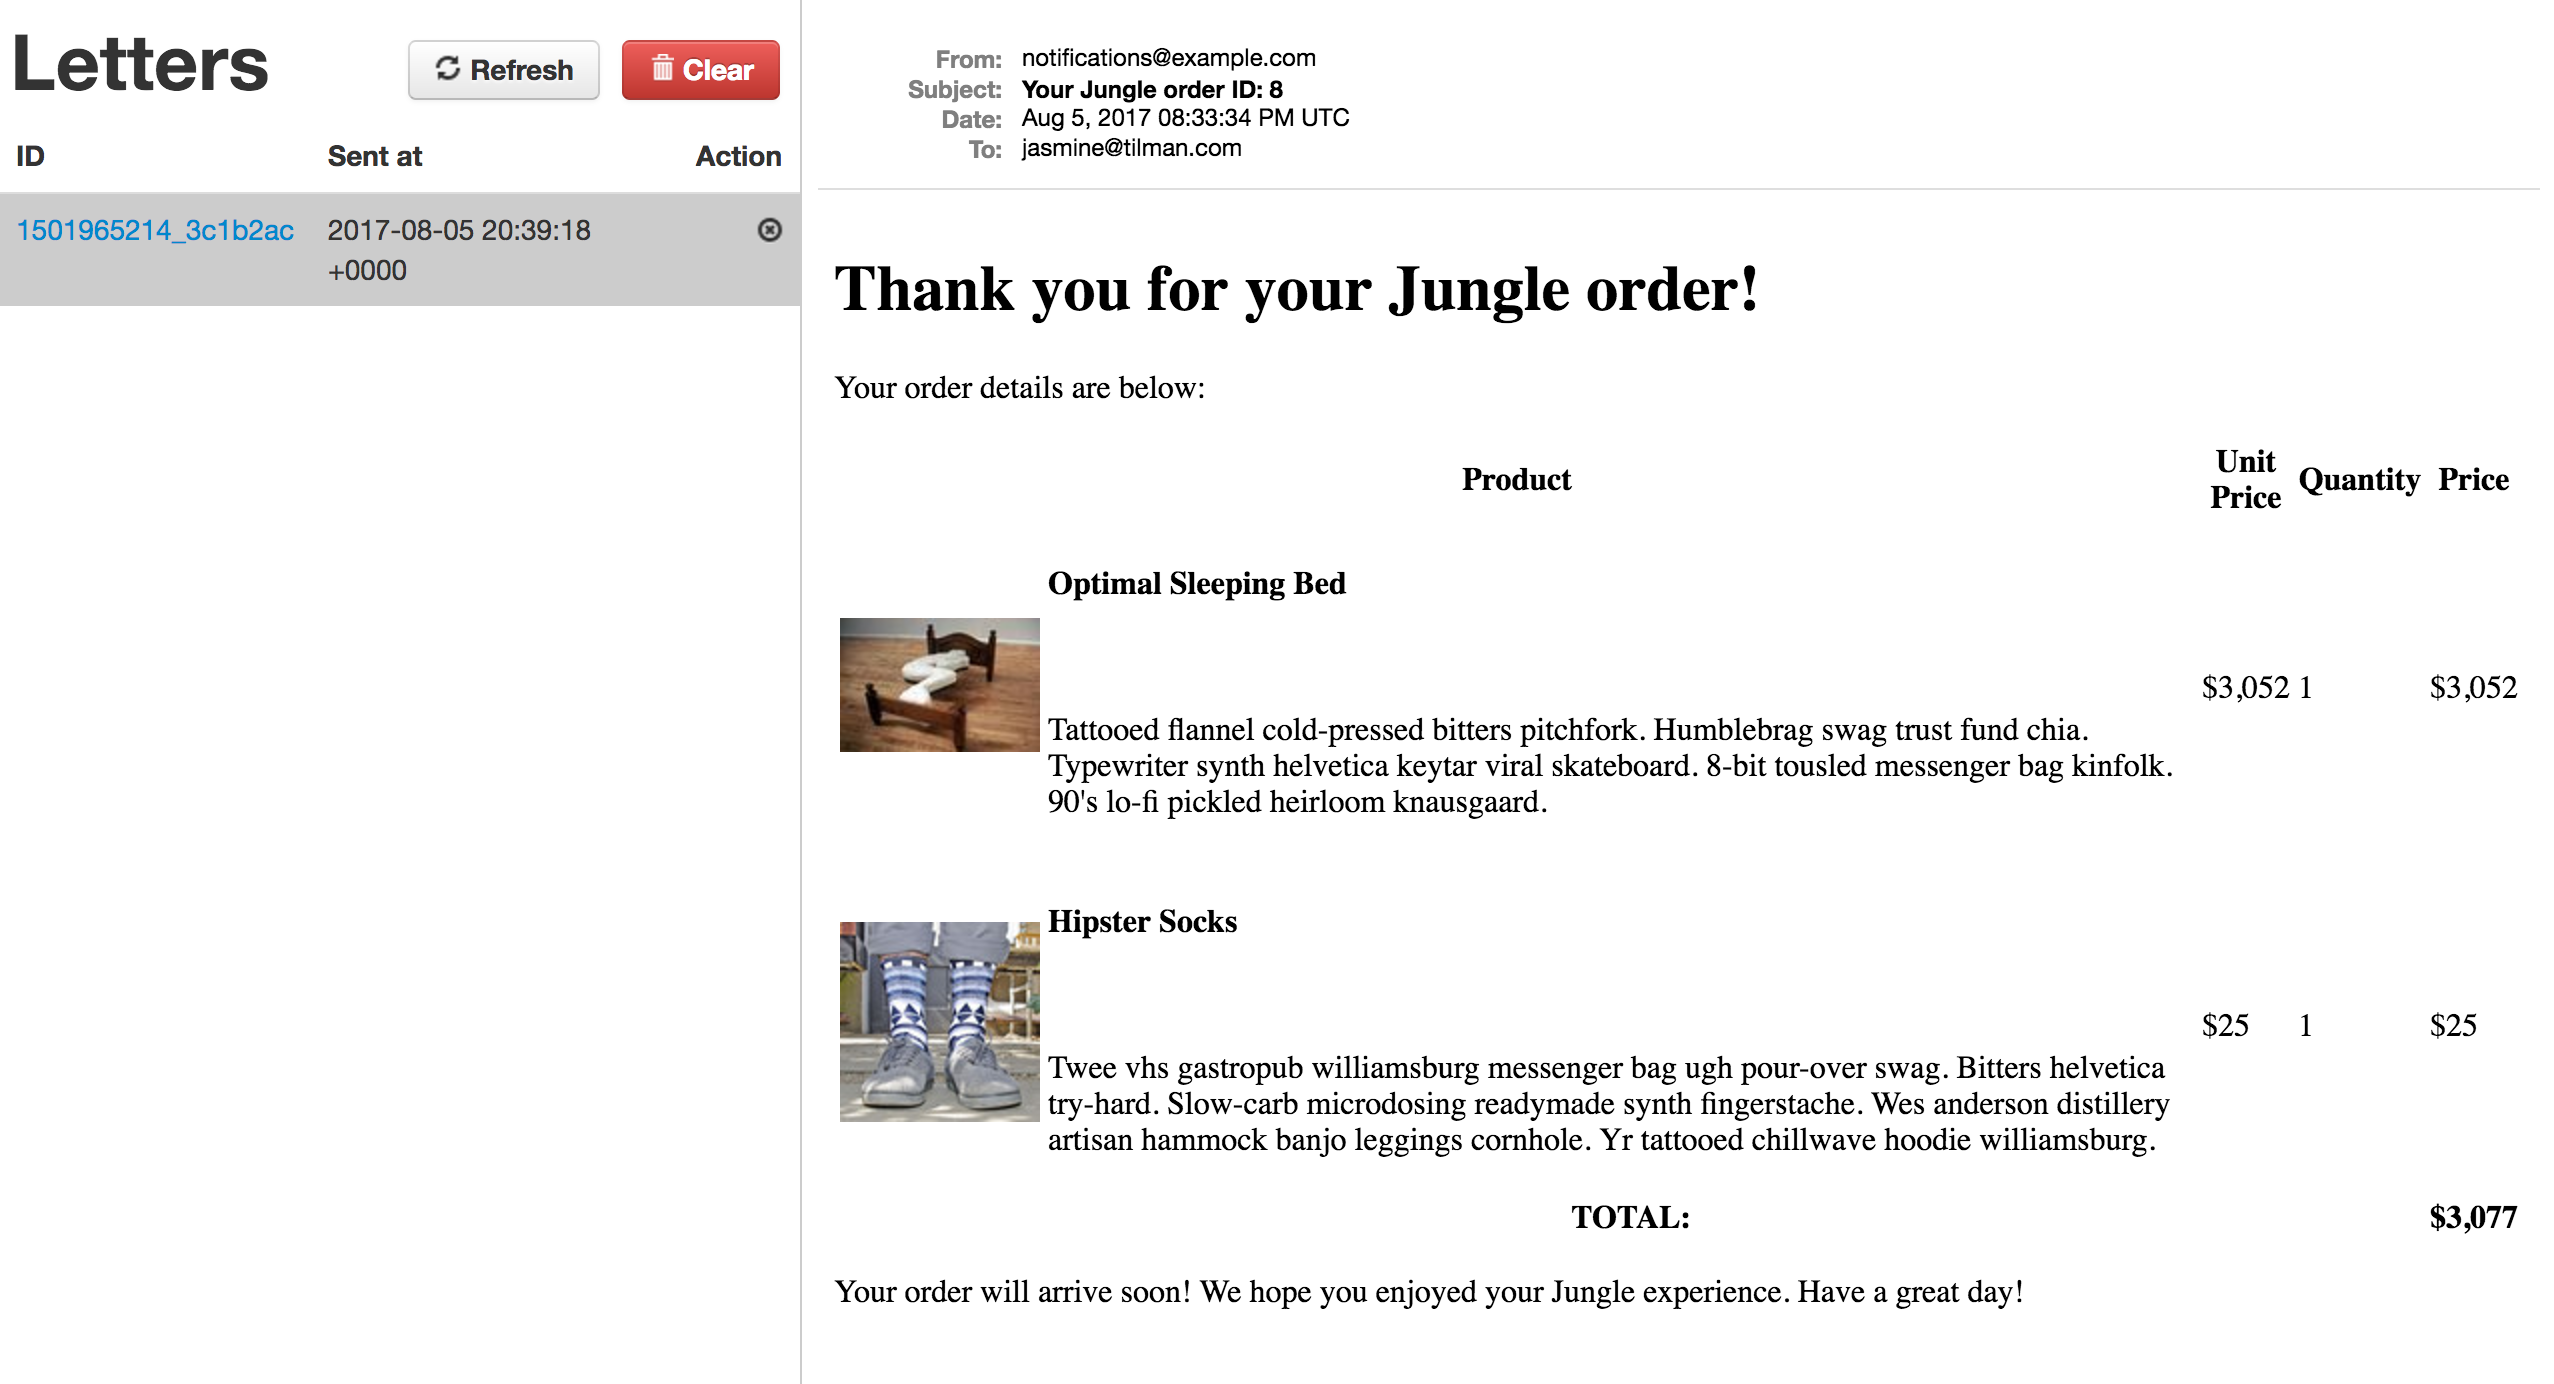 Letters
Refresh
Clear
ID Sent at Action
1501965214_3c1b2ac 2017-08-05 20:39:18
+0000
From: notifications@example.com
Subject: Your Jungle order ID: 8
Date: Aug 5, 2017 08:33:34 PM UTC
To: jasmine@tilman.com
Thank you for your Jungle order!
Your order details are below:
Product Unit Price Quantity Price
Optimal Sleeping Bed
$3,052 1 $3,052
Tattooed flannel cold-pressed bitters pitchfork. Humblebrag swag trust fund chia.
Typewriter synth helvetica keytar viral skateboard. 8-bit tousled messenger bag kinfolk.
90's lo-fi pickled heirloom knausgaard.
Hipster Socks
$25 1 $25
Twee vhs gastropub williamsburg messenger bag ugh pour-over swag. Bitters helvetica
try-hard. Slow-carb microdosing readymade synth fingerstache. Wes anderson distillery
artisan hammock banjo leggings cornhole. Yr tattooed chillwave hoodie williamsburg.
TOTAL: $3,077
Your order will arrive soon! We hope you enjoyed your Jungle experience. Have a great day!